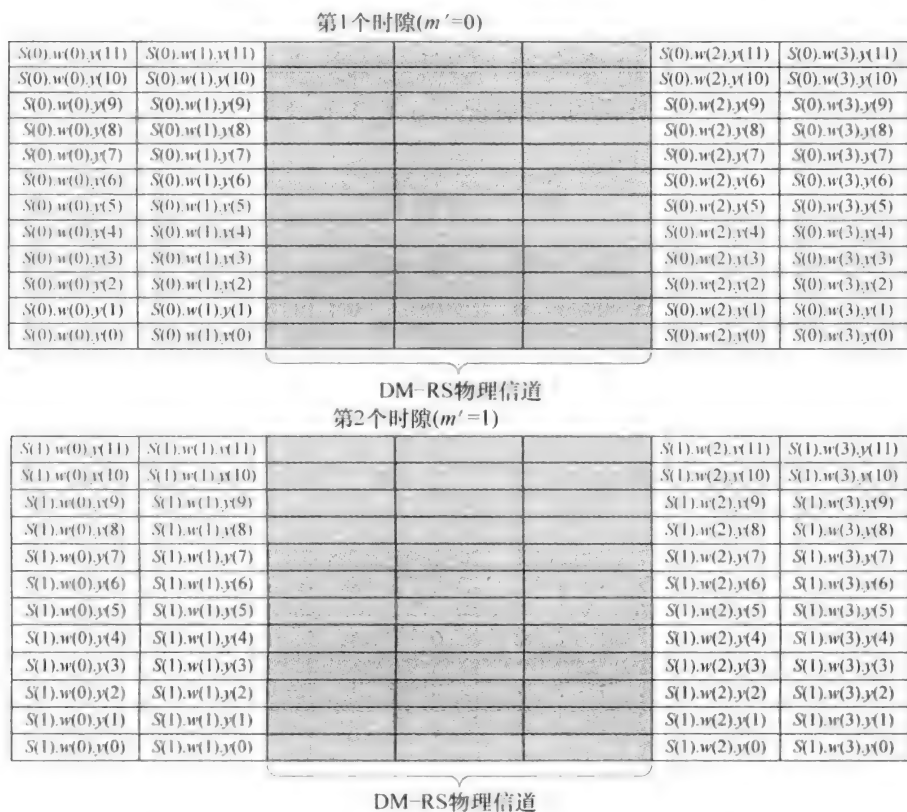 第1个时隙(m′=0)
S(0).w(0).y(11) S(0).w(1).y(11) S(0).w(2).y(11) S(0).w(3).y(11)
S(0).w(0).y(10) S(0).w(1).y(10) S(0).w(2).y(10) S(0).w(3).y(10)
S(0).w(0).y(9) S(0).w(1).y(9) S(0).w(2).y(9) S(0).w(3).y(9)
S(0).w(0).y(8) S(0).w(1).y(8) S(0).w(2).y(8) S(0).w(3).y(8)
S(0).w(0).y(7) S(0).w(1).y(7) S(0).w(2).y(7) S(0).w(3).y(7)
S(0).w(0).y(6) S(0).w(1).y(6) S(0).w(2).y(6) S(0).w(3).y(6)
S(0).w(0).y(5) S(0).w(1).y(5) S(0).w(2).y(5) S(0).w(3).y(5)
S(0).w(0).y(4) S(0).w(1).y(4) S(0).w(2).y(4) S(0).w(3).y(4)
S(0).w(0).y(3) S(0).w(1).y(3) S(0).w(2).y(3) S(0).w(3).y(3)
S(0).w(0).y(2) S(0).w(1).y(2) S(0).w(2).y(2) S(0).w(3).y(2)
S(0).w(0).y(1) S(0).w(1).y(1) S(0).w(2).y(1) S(0).w(3).y(1)
S(0).w(0).y(0) S(0).w(1).y(0) S(0).w(2).y(0) S(0).w(3).y(0)
DM-RS物理信道
第2个时隙(m′=1)
S(1).w(0).y(11) S(1).w(1).y(11) S(1).w(2).y(11) S(1).w(3).y(11)
S(1).w(0).y(10) S(1).w(1).y(10) S(1).w(2).y(10) S(1).w(3).y(10)
S(1).w(0).y(9) S(1).w(1).y(9) S(1).w(2).y(9) S(1).w(3).y(9)
S(1).w(0).y(8) S(1).w(1).y(8) S(1).w(2).y(8) S(1).w(3).y(8)
S(1).w(0).y(7) S(1).w(1).y(7) S(1).w(2).y(7) S(1).w(3).y(7)
S(1).w(0).y(6) S(1).w(1).y(6) S(1).w(2).y(6) S(1).w(3).y(6)
S(1).w(0).y(5) S(1).w(1).y(5) S(1).w(2).y(5) S(1).w(3).y(5)
S(1).w(0).y(4) S(1).w(1).y(4) S(1).w(2).y(4) S(1).w(3).y(4)
S(1).w(0).y(3) S(1).w(1).y(3) S(1).w(2).y(3) S(1).w(3).y(3)
S(1).w(0).y(2) S(1).w(1).y(2) S(1).w(2).y(2) S(1).w(3).y(2)
S(1).w(0).y(1) S(1).w(1).y(1) S(1).w(2).y(1) S(1).w(3).y(1)
S(1).w(0).y(0) S(1).w(1).y(0) S(1).w(2).y(0) S(1).w(3).y(0)
DM-RS物理信道